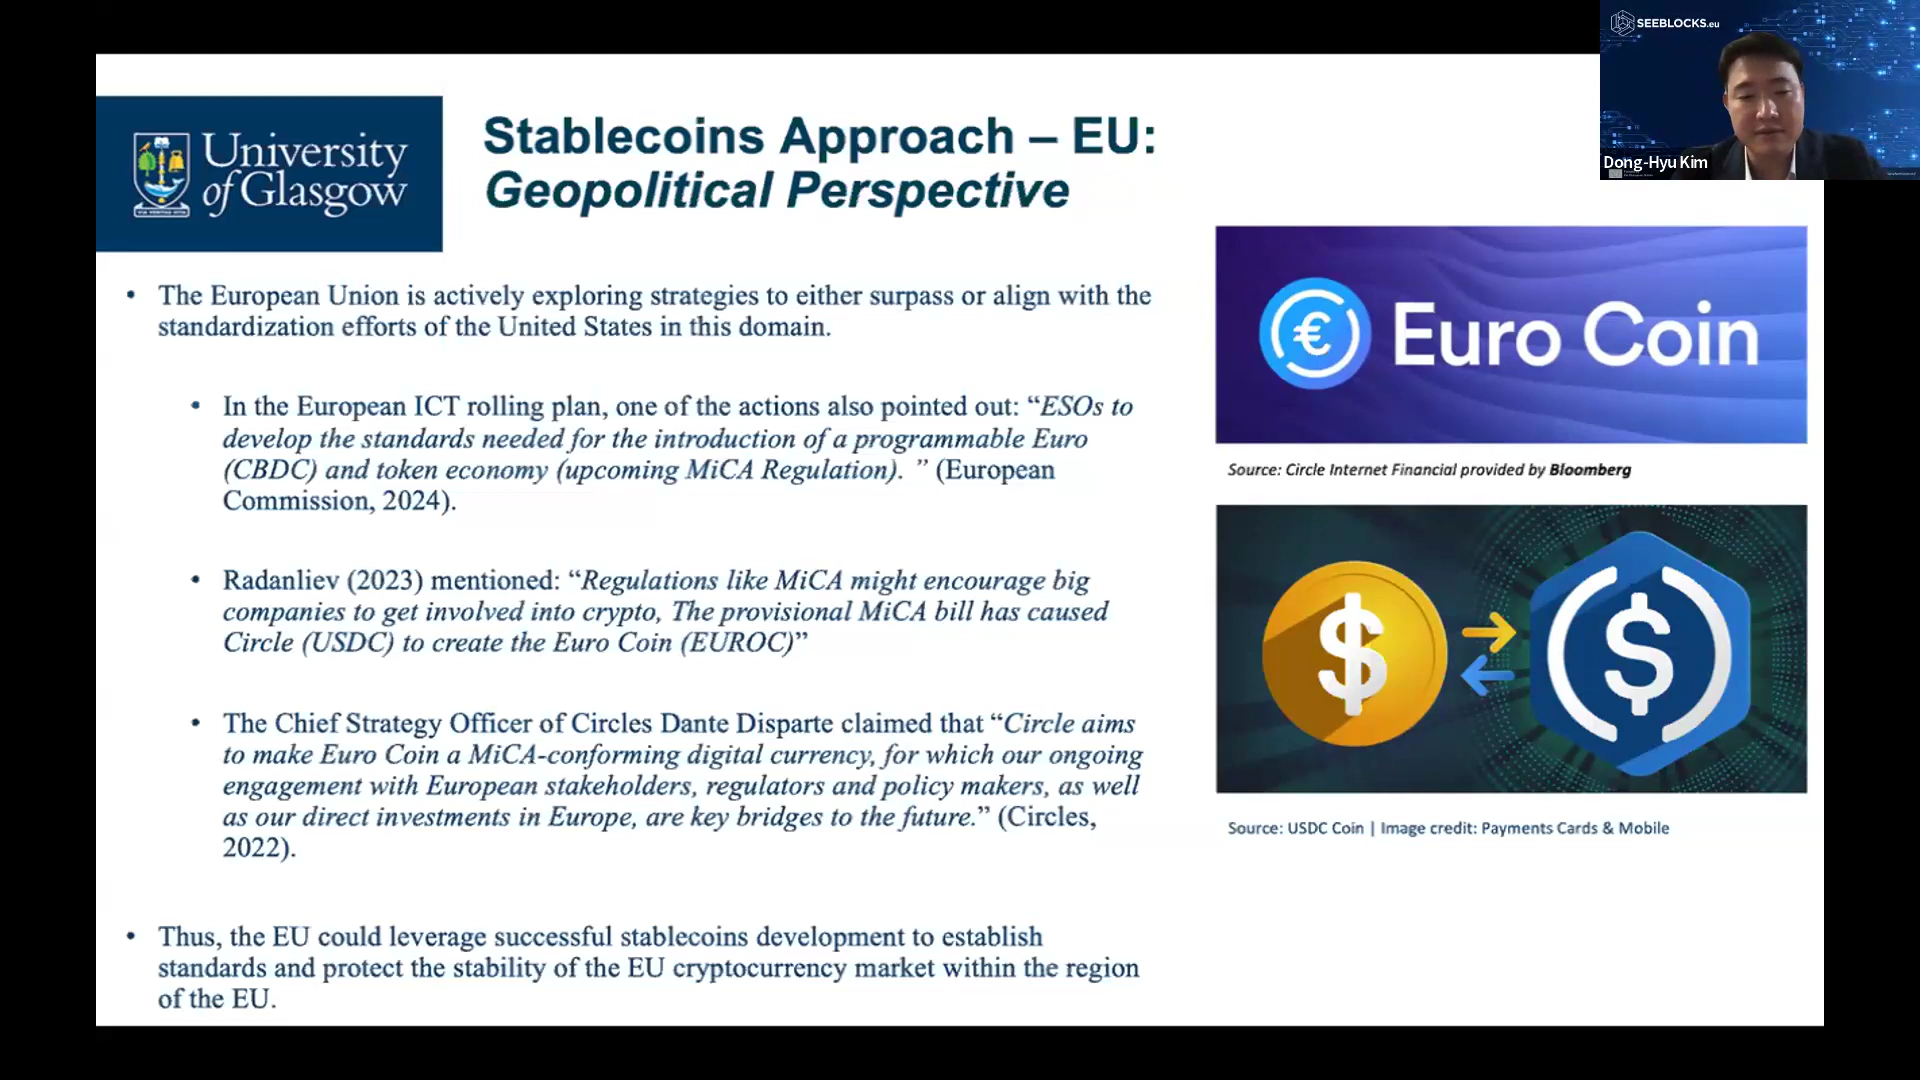 SEEBLOCKS.eu
Dong-Hyu Kim
University
of Glasgow
Stablecoins Approach – EU:
Geopolitical Perspective
• The European Union is actively exploring strategies to either surpass or align with the
standardization efforts of the United States in this domain.
• In the European ICT rolling plan, one of the actions also pointed out: “ESOs to
develop the standards needed for the introduction of a programmable Euro
(CBDC) and token economy (upcoming MiCA Regulation). ” (European
Commission, 2024).
• Radanliev (2023) mentioned: “Regulations like MiCA might encourage big
companies to get involved into crypto, The provisional MiCA bill has caused
Circle (USDC) to create the Euro Coin (EUROC)”
• The Chief Strategy Officer of Circles Dante Disparte claimed that “Circle aims
to make Euro Coin a MiCA-conforming digital currency, for which our ongoing
engagement with European stakeholders, regulators and policy makers, as well
as our direct investments in Europe, are key bridges to the future.” (Circles,
2022).
• Thus, the EU could leverage successful stablecoins development to establish
standards and protect the stability of the EU cryptocurrency market within the region
of the EU.
€ Euro Coin
Source: Circle Internet Financial provided by Bloomberg
$ $
Source: USDC Coin | Image credit: Payments Cards & Mobile